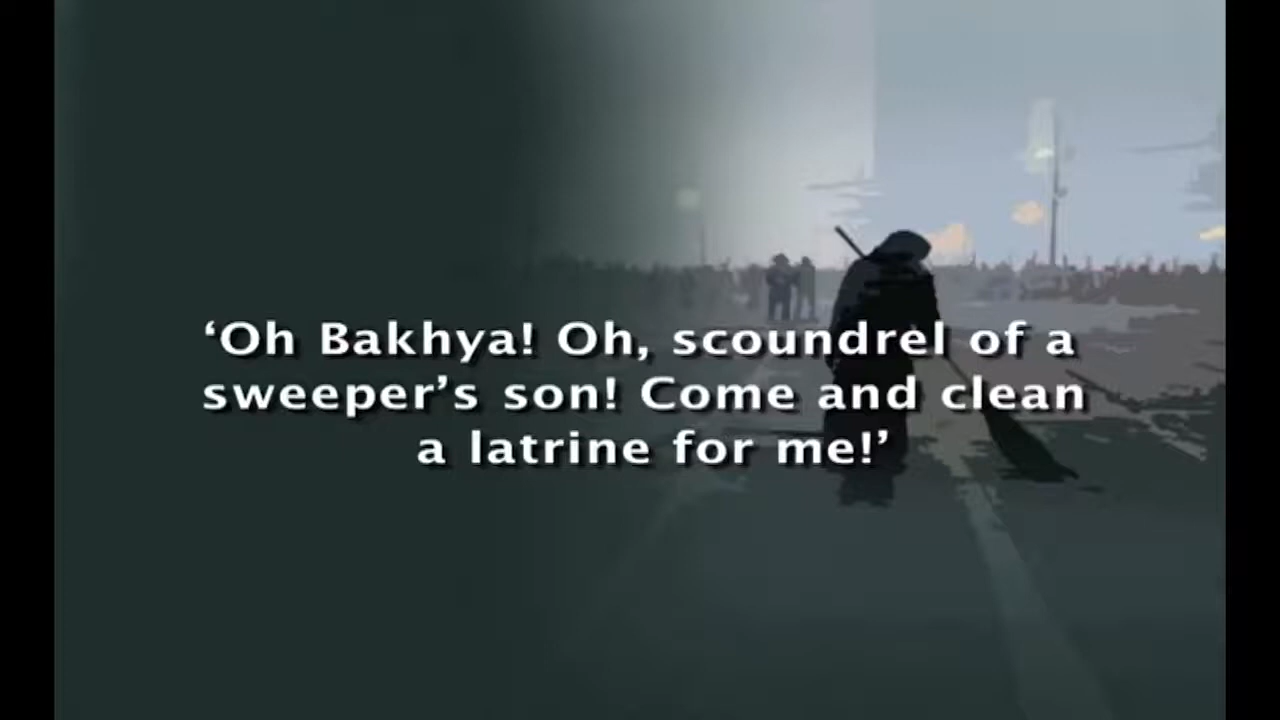 ‘Oh Bakhya! Oh, scoundrel of a
sweeper’s son! Come and clean
a latrine for me!’